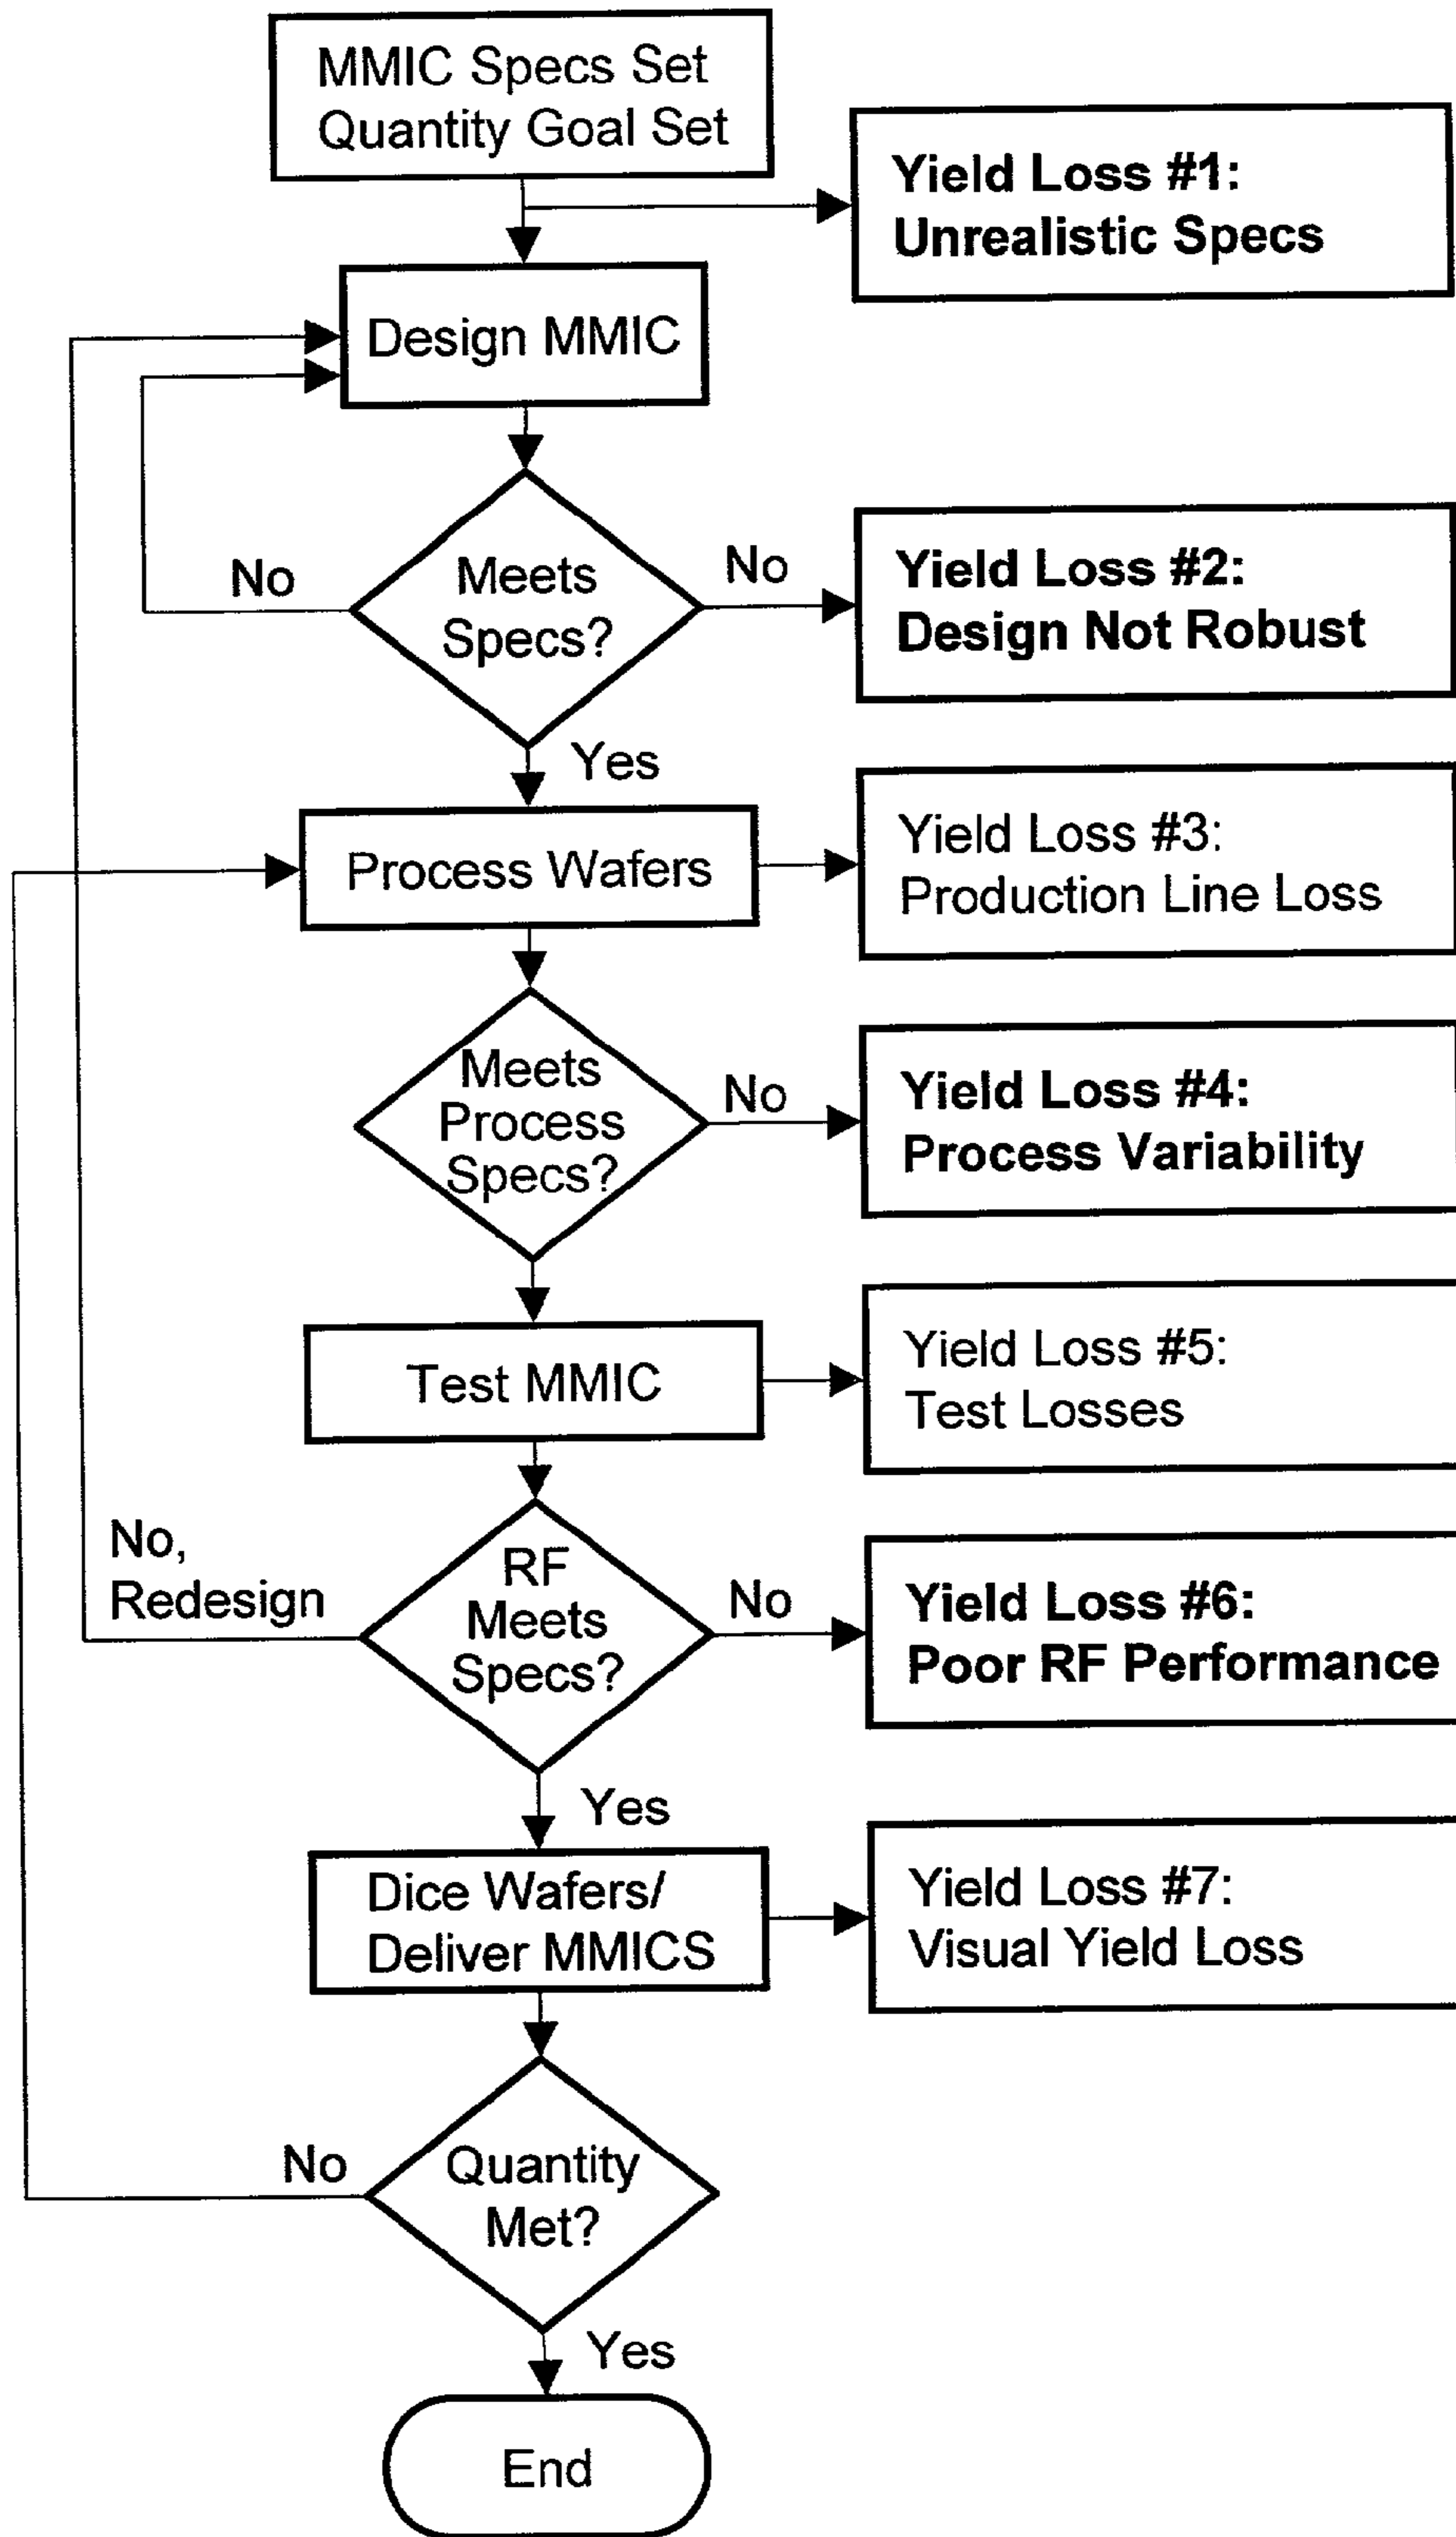 MMIC Specs Set
Quantity Goal Set
Yield Loss #1:
Unrealistic Specs
Design MMIC
No
Meets
Specs?
No
Yield Loss #2:
Design Not Robust
Yes
Process Wafers
Yield Loss #3:
Production Line Loss
Meets
Process
Specs?
No
Yield Loss #4:
Process Variability
Test MMIC
Yield Loss #5:
Test Losses
No,
Redesign
RF
Meets
Specs?
No
Yield Loss #6:
Poor RF Performance
Yes
Dice Wafers/
Deliver MMICS
Yield Loss #7:
Visual Yield Loss
No
Quantity
Met?
Yes
End